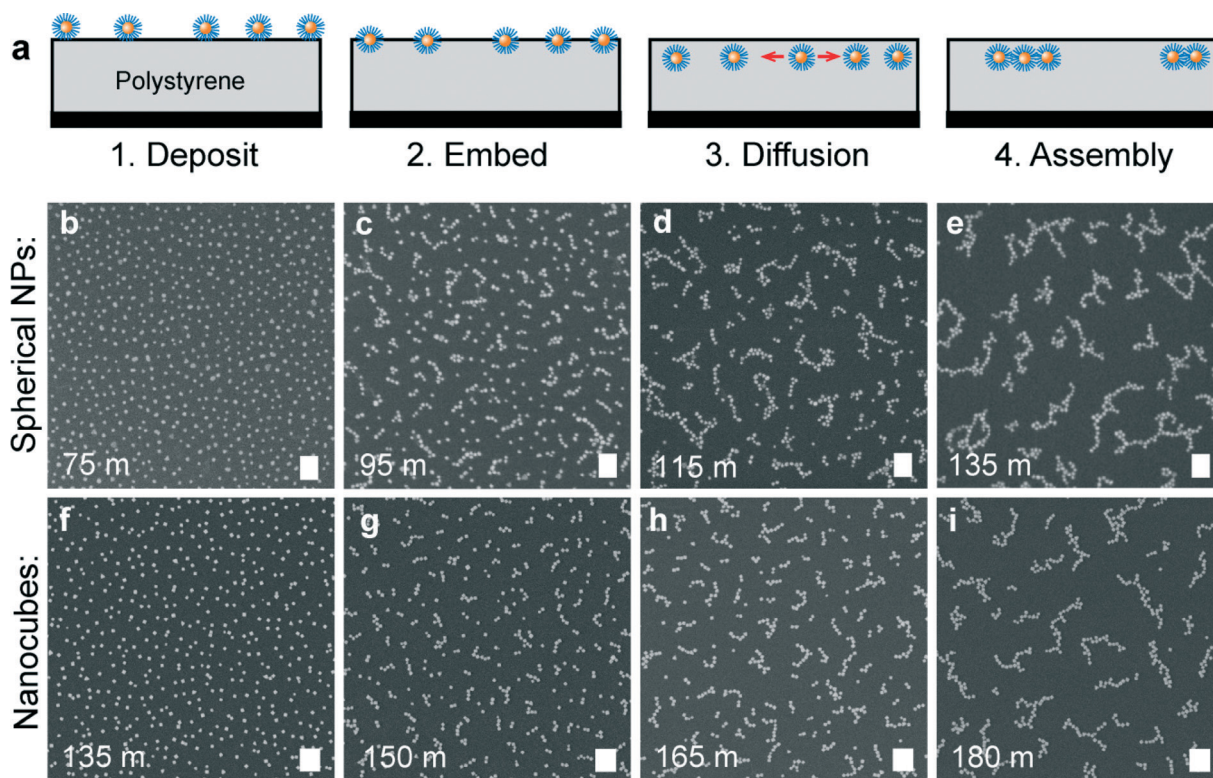 a
Polystyrene
1. Deposit
2. Embed
3. Diffusion
4. Assembly
Spherical NPs:
b
c
d
e
75 m
95 m
115 m
135 m
Nanocubes:
f
g
h
i
135 m
150 m
165 m
180 m